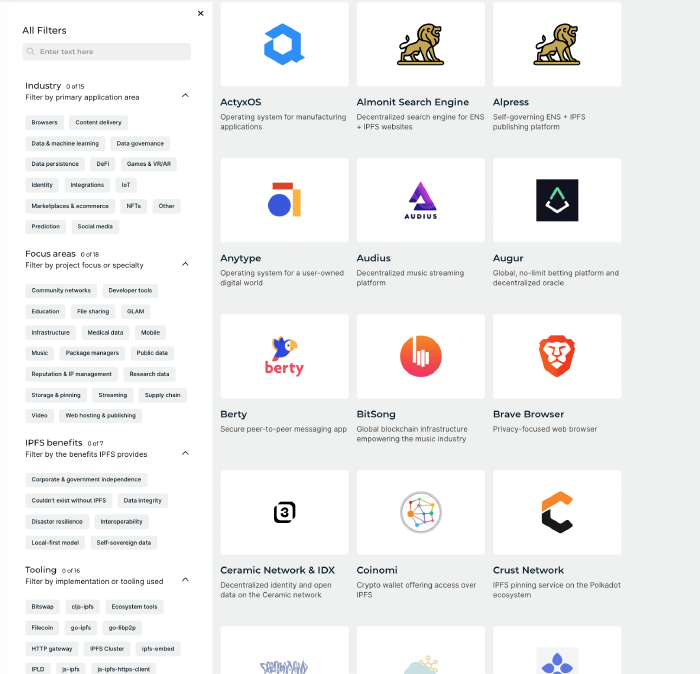 ×
All Filters
Enter text here
Industry 0 of 15
Filter by primary application area
Browsers Content delivery
Data & machine learning Data governance
Data persistence DeFi Games & VR/AR
Identity Integrations IoT
Marketplaces & ecommerce NFTs Other
Prediction Social media
Focus areas 0 of 18
Filter by project focus or specialty
Community networks Developer tools
Education File sharing GLAM
Infrastructure Medical data Mobile
Music Package managers Public data
Reputation & IP management Research data
Storage & pinning Streaming Supply chain
Video Web hosting & publishing
IPFS benefits 0 of 7
Filter by the benefits IPFS provides
Corporate & government independence
Couldn't exist without IPFS Data integrity
Disaster resilience Interoperability
Local-first model Self-sovereign data
Tooling 0 of 16
Filter by implementation or tooling used
Bitswap cljs-ipfs Ecosystem tools
Filecoin go-ipfs go-libp2p
HTTP gateway IPFS Cluster ipfs-embed
IPLD js-ipfs js-ipfs-https-client
ActyxOS
Operating system for manufacturing
applications
Almonit Search Engine
Decentralized search engine for ENS
+ IPFS websites
Alpress
Self-governing ENS + IPFS
publishing platform
Anytype
Operating system for a user-owned
digital world
AUDIUS
Audius
Decentralized music streaming
platform
Augur
Global, no-limit betting platform and
decentralized oracle
berty
Berty
Secure peer-to-peer messaging app
BitSong
Global blockchain infrastructure
empowering the music industry
Brave Browser
Privacy-focused web browser
3
Ceramic Network & IDX
Decentralized identity and open
data on the Ceramic network
Coinomi
Crypto wallet offering access over
IPFS
Crust Network
IPFS pinning service on the Polkadot
ecosystem